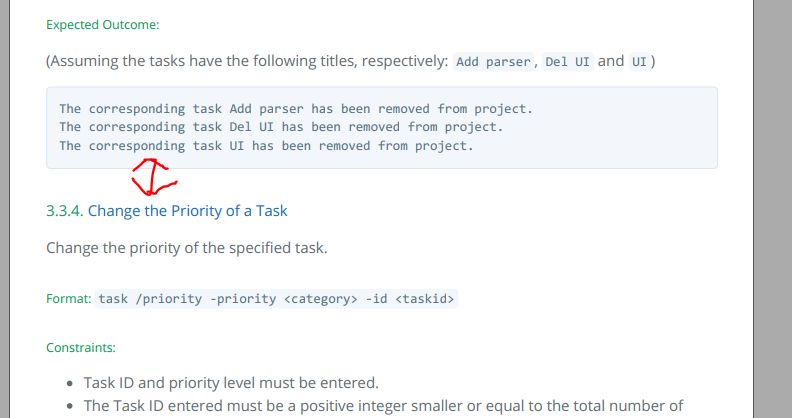 Expected Outcome:
(Assuming the tasks have the following titles, respectively: Add parser, Del UI and UI)
The corresponding task Add parser has been removed from project.
The corresponding task Del UI has been removed from project.
The corresponding task UI has been removed from project.
3.3.4. Change the Priority of a Task
Change the priority of the specified task.
Format: task /priority -priority <category> -id <taskid>
Constraints:
• Task ID and priority level must be entered.
• The Task ID entered must be a positive integer smaller or equal to the total number of